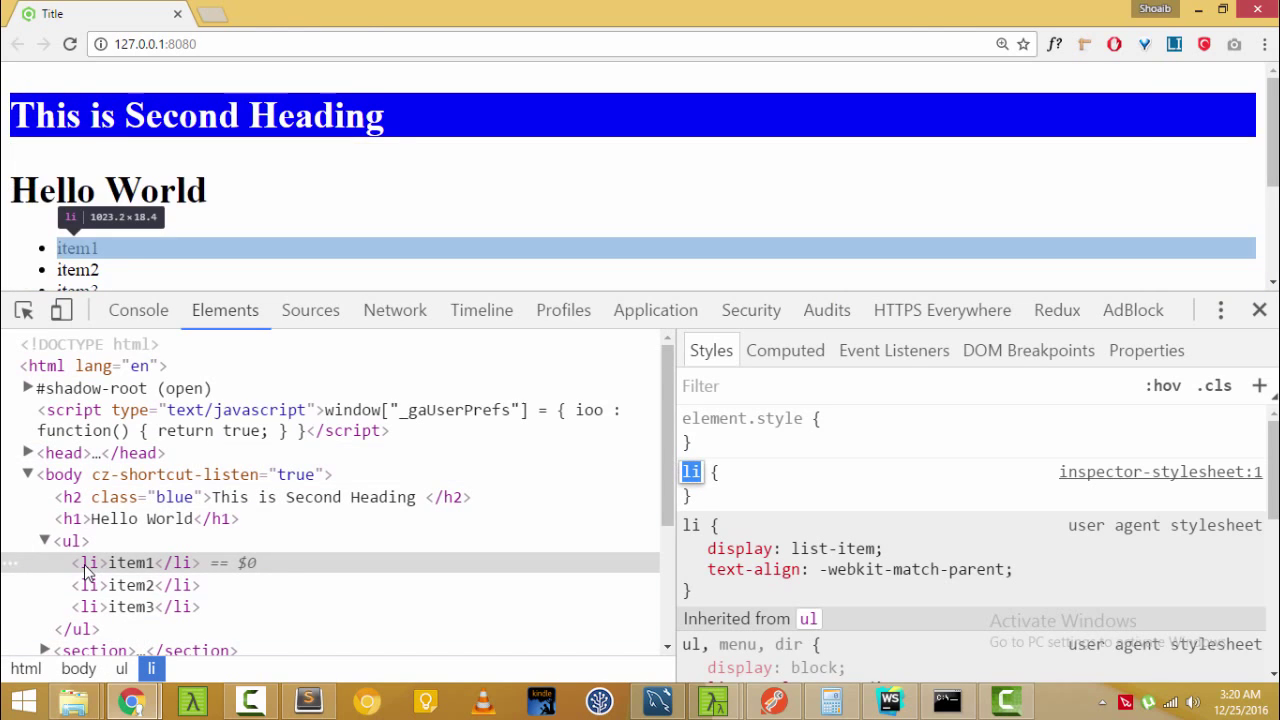 Title
Shoaib
127.0.0.1:8080
f?
LI
This is Second Heading
Hello World
li 1023.2×18.4
item1
item2
Console Elements Sources Network Timeline Profiles Application Security Audits HTTPS Everywhere Redux AdBlock
<!DOCTYPE html>
<html lang="en">
#shadow-root (open)
<script type="text/javascript">window["_gaUserPrefs"] = { ioo :
function() { return true; } }</script>
<head>…</head>
<body cz-shortcut-listen="true">
<h2 class="blue">This is Second Heading </h2>
<h1>Hello World</h1>
<ul>
<li>item1</li> == $0
<li>item2</li>
<li>item3</li>
</ul>
<section>…</section>
html body ul li
Styles Computed Event Listeners DOM Breakpoints Properties
Filter :hov .cls +
element.style {
}
li { inspector-stylesheet:1
}
li { user agent stylesheet
display: list-item;
text-align: -webkit-match-parent;
}
Inherited from ul
ul, menu, dir { user agent stylesheet
display: block;
Activate Windows
Go to PC settings to activate Windows.
kindle
WS
3:20 AM
12/25/2016